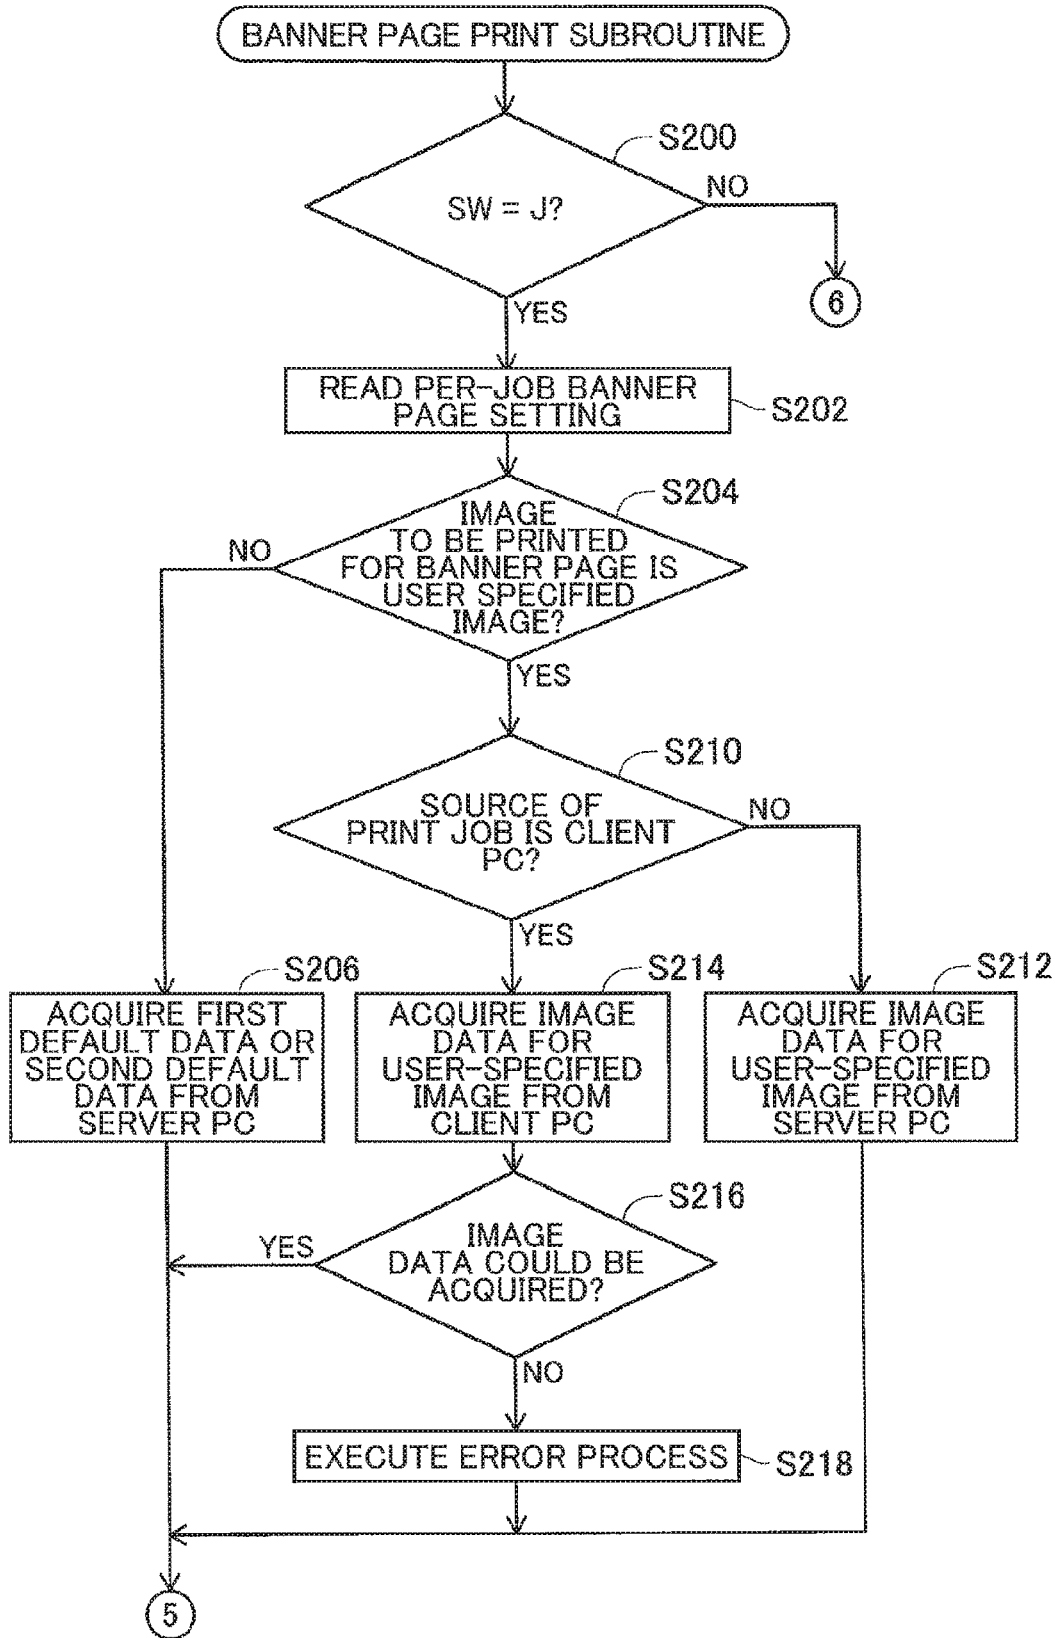 BANNER PAGE PRINT SUBROUTINE
S200
SW = J?
NO
6
YES
READ PER-JOB BANNER
PAGE SETTING
S202
S204
IMAGE
TO BE PRINTED
FOR BANNER PAGE IS
USER SPECIFIED
IMAGE?
NO
YES
S210
SOURCE OF
PRINT JOB IS CLIENT
PC?
NO
YES
S206
ACQUIRE FIRST
DEFAULT DATA OR
SECOND DEFAULT
DATA FROM
SERVER PC
S214
ACQUIRE IMAGE
DATA FOR
USER-SPECIFIED
IMAGE FROM
CLIENT PC
S212
ACQUIRE IMAGE
DATA FOR
USER-SPECIFIED
IMAGE FROM
SERVER PC
S216
IMAGE
DATA COULD BE
ACQUIRED?
YES
NO
EXECUTE ERROR PROCESS
S218
5